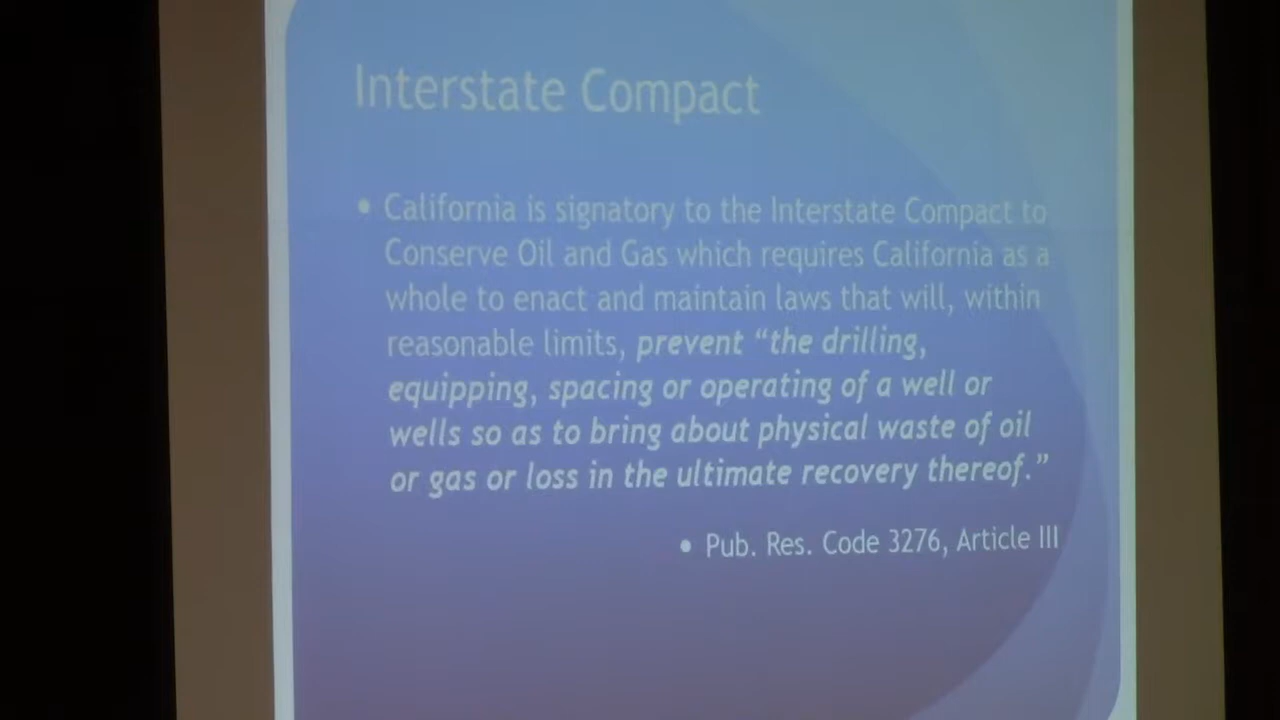 Interstate Compact
• California is signatory to the Interstate Compact to
Conserve Oil and Gas which requires California as a
whole to enact and maintain laws that will, within
reasonable limits, prevent “the drilling,
equipping, spacing or operating of a well or
wells so as to bring about physical waste of oil
or gas or loss in the ultimate recovery thereof.”
• Pub. Res. Code 3276, Article III